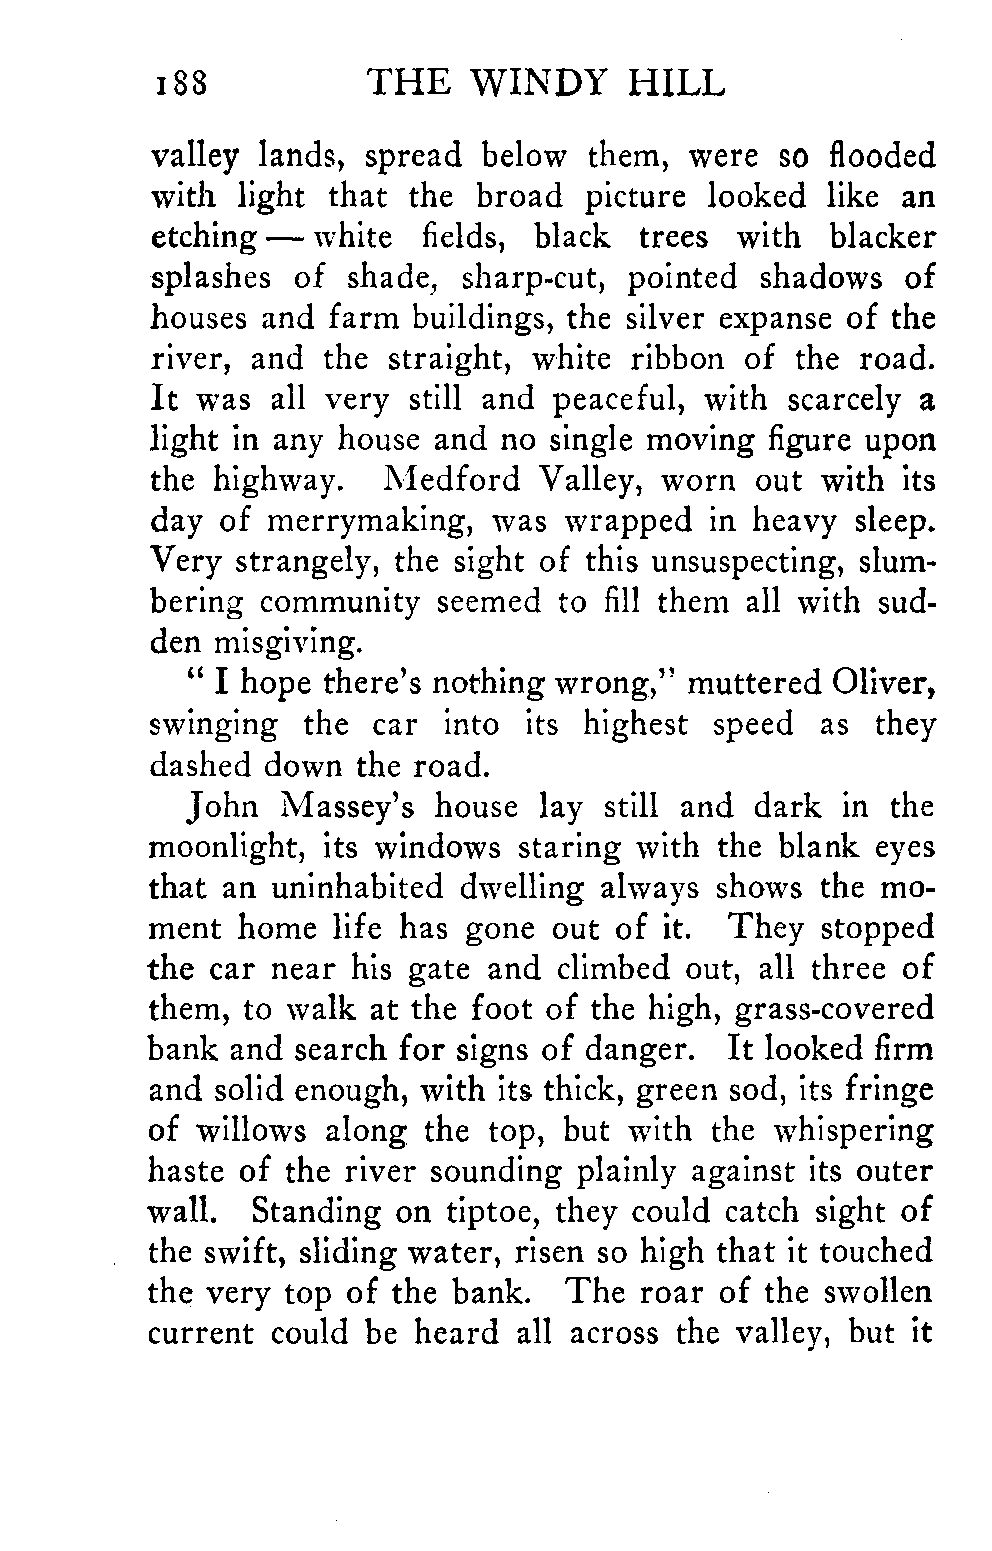 188 THE WINDY HILL
valley lands, spread below them, were so flooded
with light that the broad picture looked like an
etching — white fields, black trees with blacker
splashes of shade, sharp-cut, pointed shadows of
houses and farm buildings, the silver expanse of the
river, and the straight, white ribbon of the road.
It was all very still and peaceful, with scarcely a
light in any house and no single moving figure upon
the highway. Medford Valley, worn out with its
day of merrymaking, was wrapped in heavy sleep.
Very strangely, the sight of this unsuspecting, slum-
bering community seemed to fill them all with sud-
den misgiving.
" I hope there's nothing wrong," muttered Oliver,
swinging the car into its highest speed as they
dashed down the road.
John Massey's house lay still and dark in the
moonlight, its windows staring with the blank eyes
that an uninhabited dwelling always shows the mo-
ment home life has gone out of it. They stopped
the car near his gate and climbed out, all three of
them, to walk at the foot of the high, grass-covered
bank and search for signs of danger. It looked firm
and solid enough, with its thick, green sod, its fringe
of willows along the top, but with the whispering
haste of the river sounding plainly against its outer
wall. Standing on tiptoe, they could catch sight of
the swift, sliding water, risen so high that it touched
the very top of the bank. The roar of the swollen
current could be heard all across the valley, but it